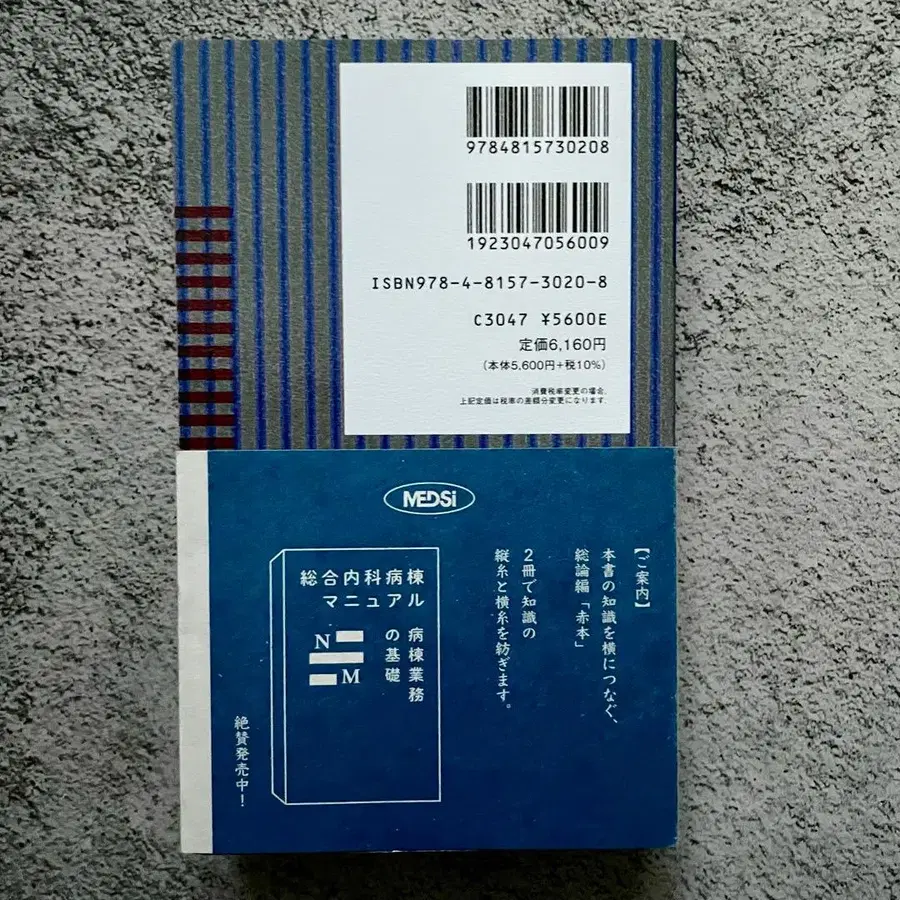 9784815730208
1923047056009
ISBN978-4-8157-3020-8
C3047 ¥5600E
定価6,160円
(本体5,600円+税10%)
消費税率変更の場合、
上記定価は税率の差額分変更になります。
MEDSi
【ご案内】
本書の知識を横につなぐ、
総論編「赤本」
2冊で知識の
縦糸と横糸を紡ぎます。
総合内科病棟
マニュアル
病棟業務
の基礎
N
M
絶賛発売中!